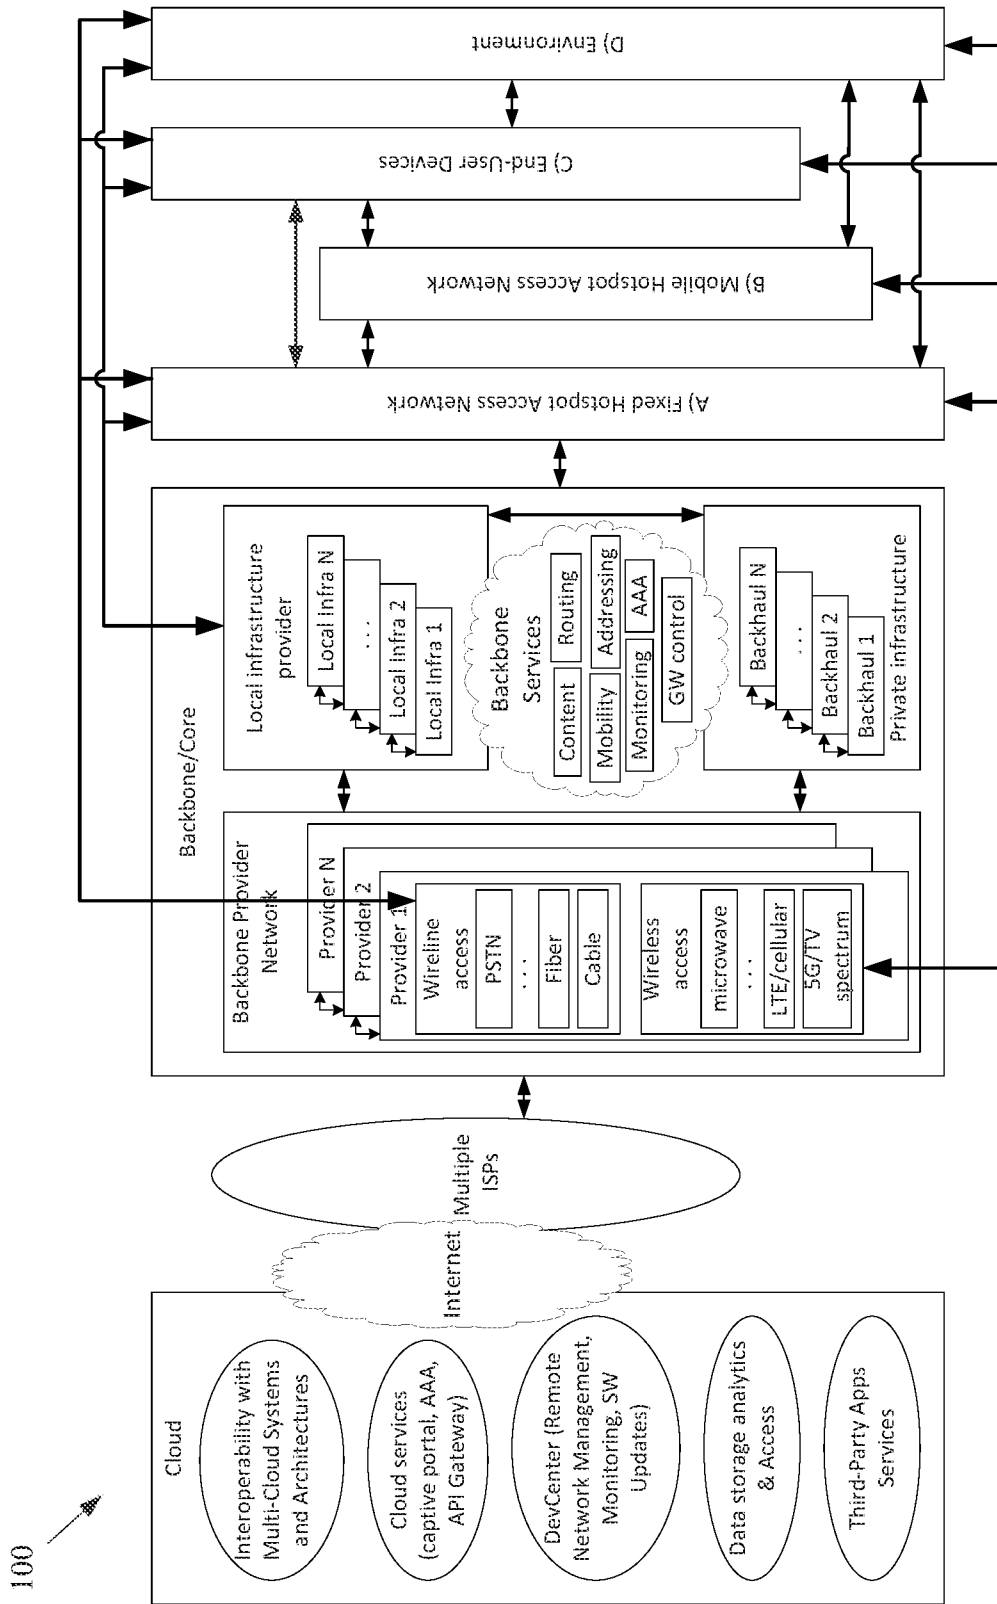 100
Cloud
Interoperability with
Multi-Cloud Systems
and Architectures
Cloud services
(captive portal, AAA,
API Gateway)
DevCenter (Remote
Network Management,
Monitoring, SW
Updates)
Data storage analytics
& Access
Third-Party Apps
Services
Internet
Multiple
ISPs
Backbone/Core
Backbone Provider
Network
Provider N
Provider 2
Provider 1
Wireline
access
PSTN
...
Fiber
Cable
Wireless
access
microwave
...
LTE/cellular
5G/TV
spectrum
Local infrastructure
provider
Local Infra N
...
Local Infra 2
Local Infra 1
Backbone
Services
Content
Routing
Mobility
Addressing
Monitoring
AAA
GW control
Backhaul N
...
Backhaul 2
Backhaul 1
Private infrastructure
A) Fixed Hotspot Access Network
B) Mobile Hotspot Access Network
C) End-User Devices
D) Environment